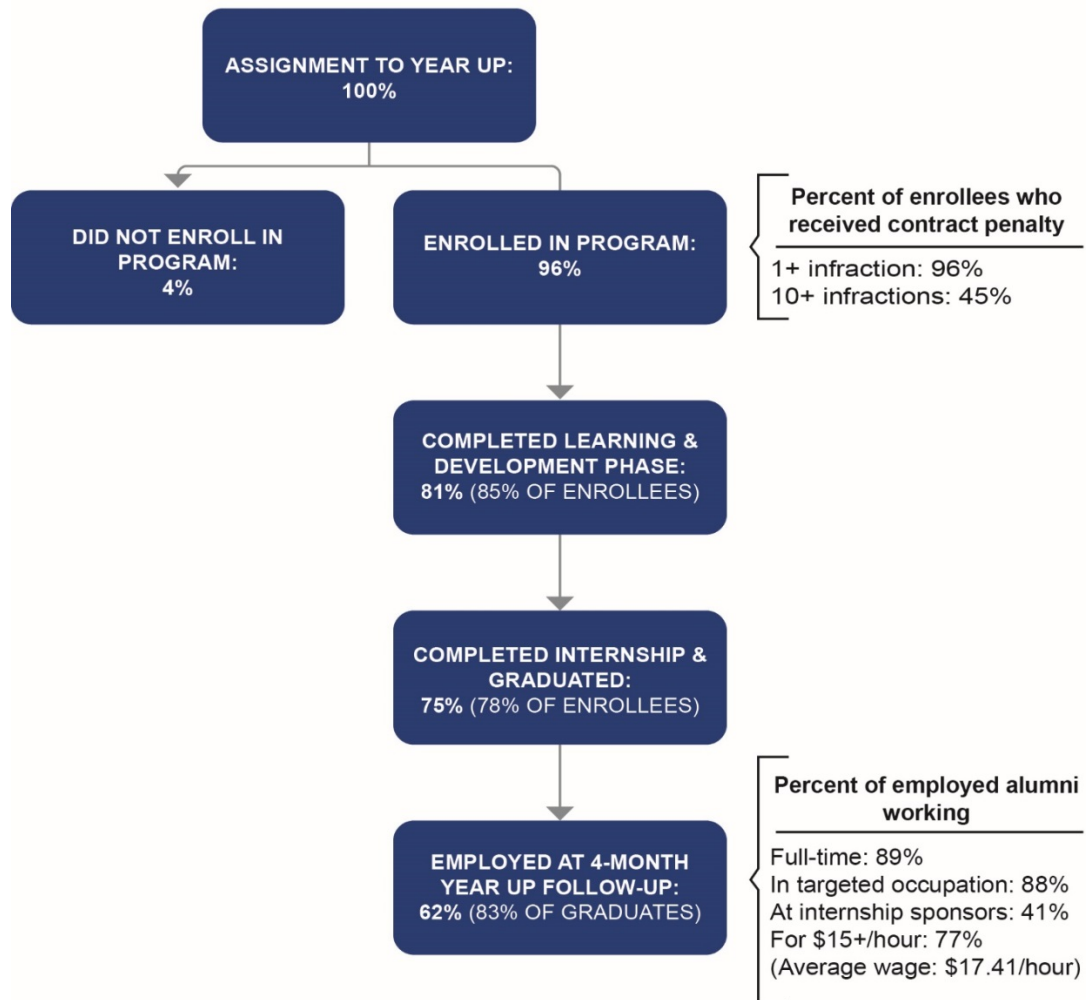 ASSIGNMENT TO YEAR UP:
100%
DID NOT ENROLL IN
PROGRAM:
4%
ENROLLED IN PROGRAM:
96%
Percent of enrollees who
received contract penalty
1+ infraction: 96%
10+ infractions: 45%
COMPLETED LEARNING &
DEVELOPMENT PHASE:
81% (85% OF ENROLLEES)
COMPLETED INTERNSHIP &
GRADUATED:
75% (78% OF ENROLLEES)
EMPLOYED AT 4-MONTH
YEAR UP FOLLOW-UP:
62% (83% OF GRADUATES)
Percent of employed alumni
working
Full-time: 89%
In targeted occupation: 88%
At internship sponsors: 41%
For $15+/hour: 77%
(Average wage: $17.41/hour)